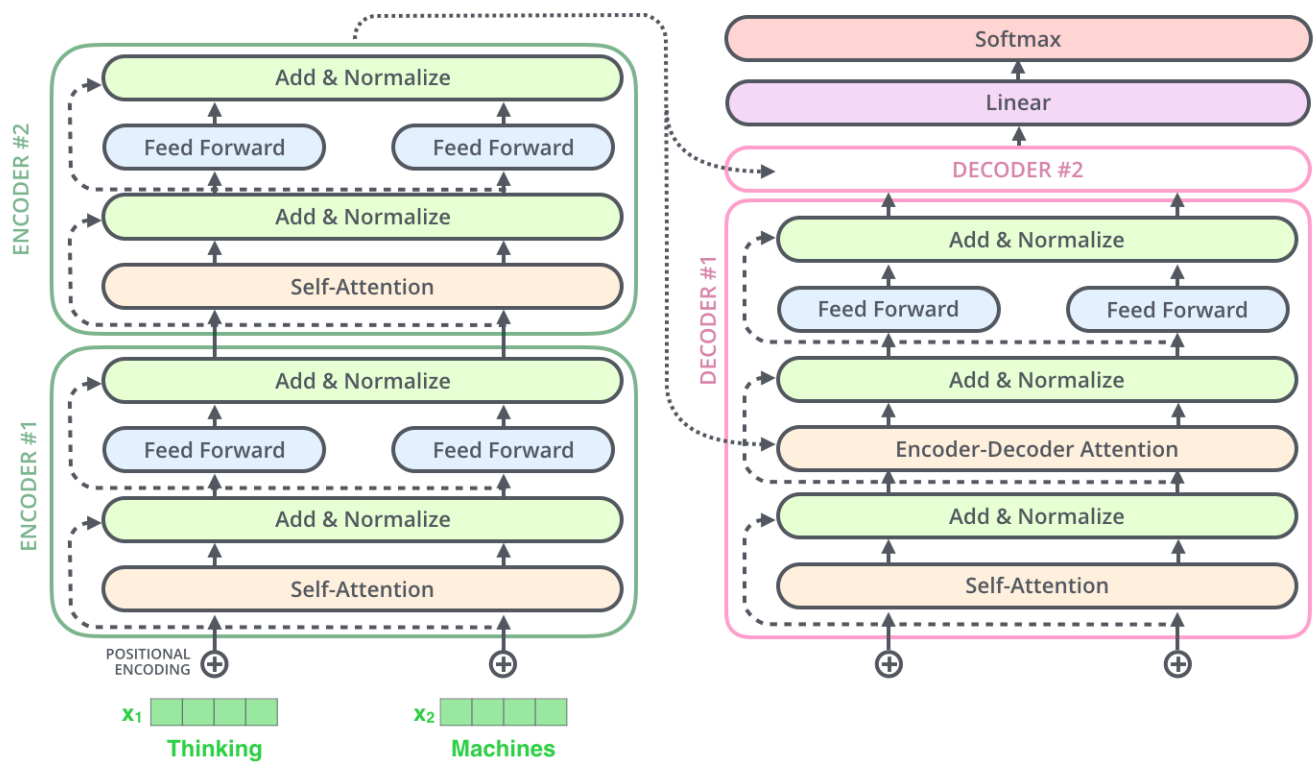 ENCODER #2
Add & Normalize
Feed Forward
Feed Forward
Add & Normalize
Self-Attention
ENCODER #1
Add & Normalize
Feed Forward
Feed Forward
Add & Normalize
Self-Attention
POSITIONAL
ENCODING
x1
x2
Thinking
Machines
Softmax
Linear
DECODER #2
DECODER #1
Add & Normalize
Feed Forward
Feed Forward
Add & Normalize
Encoder-Decoder Attention
Add & Normalize
Self-Attention